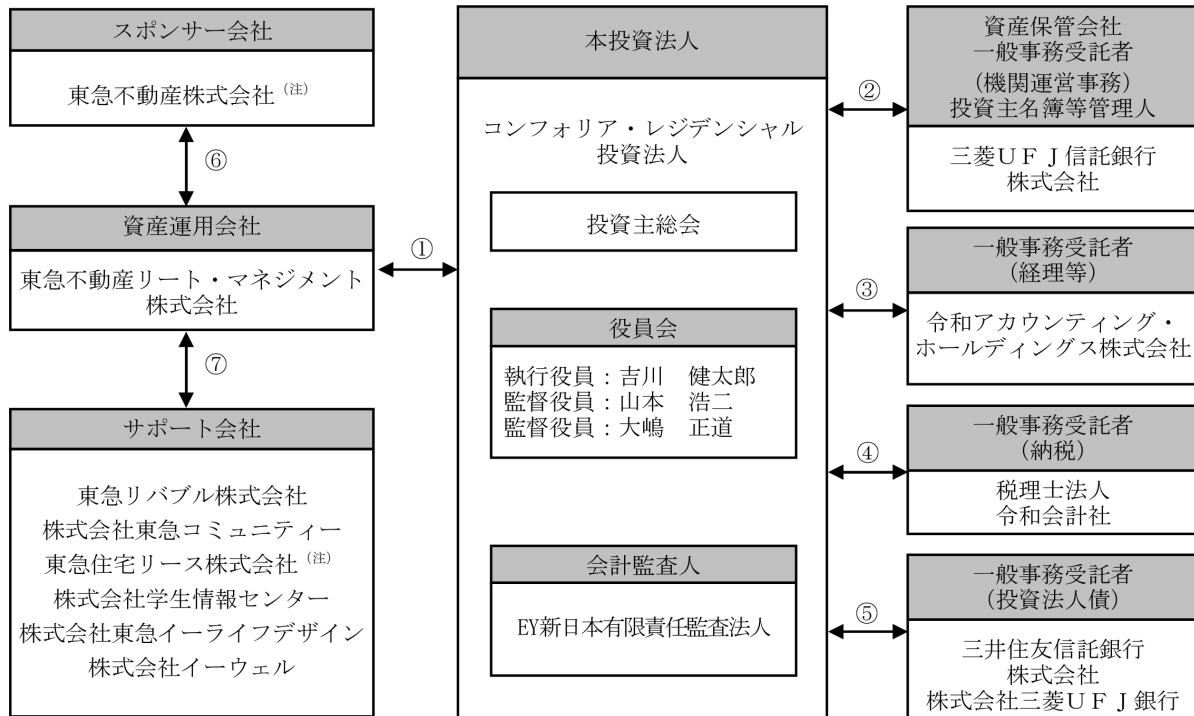 スポンサー会社
東急不動産株式会社 (注)
⑥
資産運用会社
東急不動産リート・マネジメント
株式会社
⑦
サポート会社
東急リバブル株式会社
株式会社東急コミュニティー
東急住宅リース株式会社 (注)
株式会社学生情報センター
株式会社東急イーライフデザイン
株式会社イーウェル
①
本投資法人
コンフォリア・レジデンシャル
投資法人
投資主総会
役員会
執行役員：吉川　健太郎
監督役員：山本　浩二
監督役員：大嶋　正道
会計監査人
EY新日本有限責任監査法人
②
資産保管会社
一般事務受託者
(機関運営事務)
投資主名簿等管理人
三菱ＵＦＪ信託銀行
株式会社
③
一般事務受託者
(経理等)
令和アカウンティング・
ホールディングス株式会社
④
一般事務受託者
(納税)
税理士法人
令和会計社
⑤
一般事務受託者
(投資法人債)
三井住友信託銀行
株式会社
株式会社三菱ＵＦＪ銀行